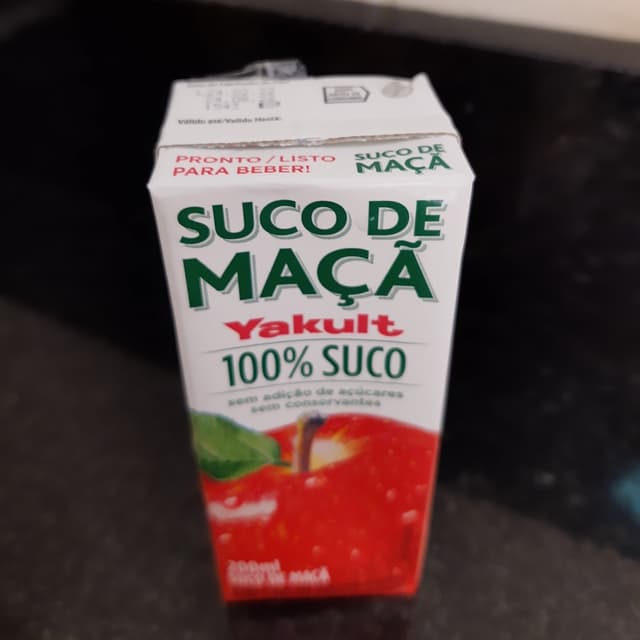 Válido até/Valido Hasta:
PRONTO/LISTO
PARA BEBER!
SUCO DE
MAÇÃ
SUCO DE
MAÇÃ
Yakult
100% SUCO
sem adição de açúcares
sem conservantes
200ml
SUCO DE MAÇÃ